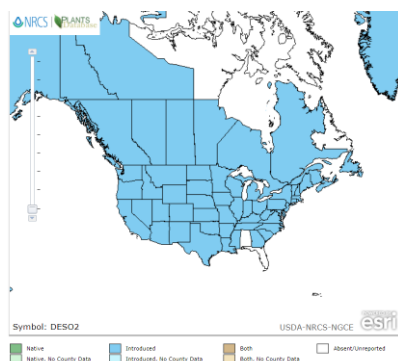 NRCS PLANTS
Symbol: DESO2
USDA-NRCS-NGCE
esri
Native
Introduced
Both
Absent/Unreported
Native, No County Data
Introduced, No County Data
Both, No County Data